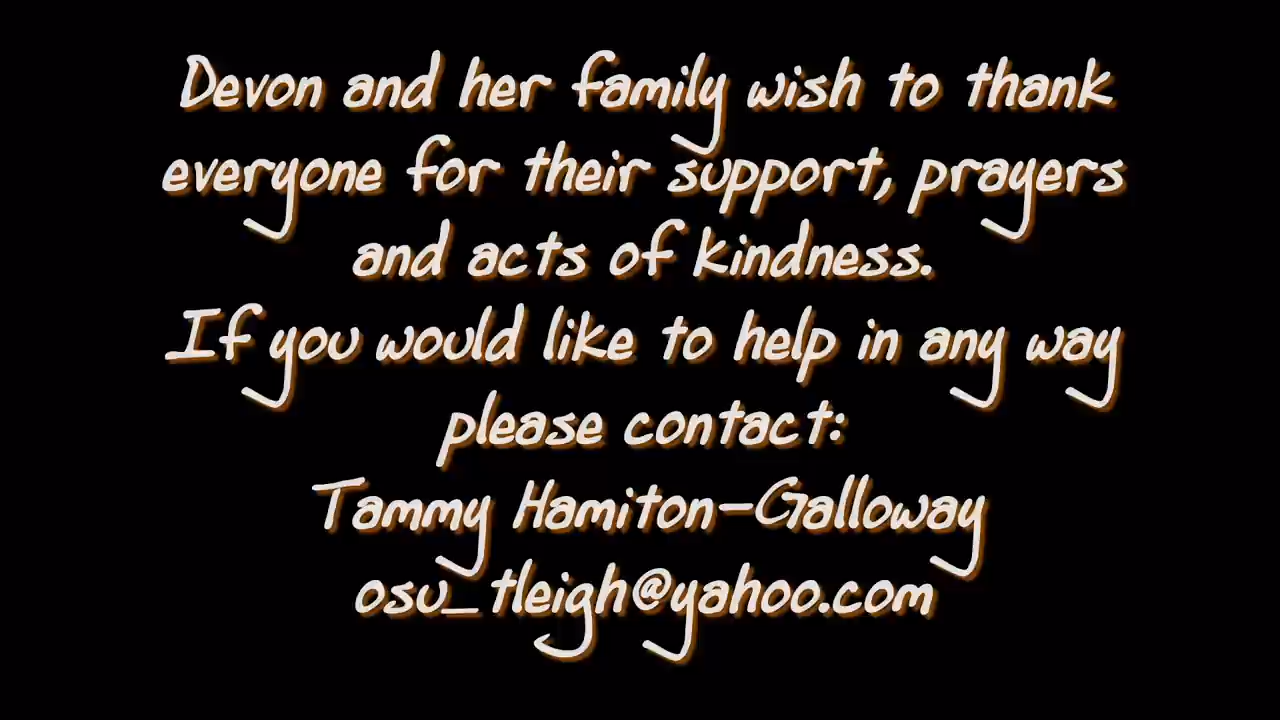 Devon and her family wish to thank
everyone for their support, prayers
and acts of kindness.
If you would like to help in any way
please contact:
Tammy Hamiton-Galloway
osu_tleigh@yahoo.com